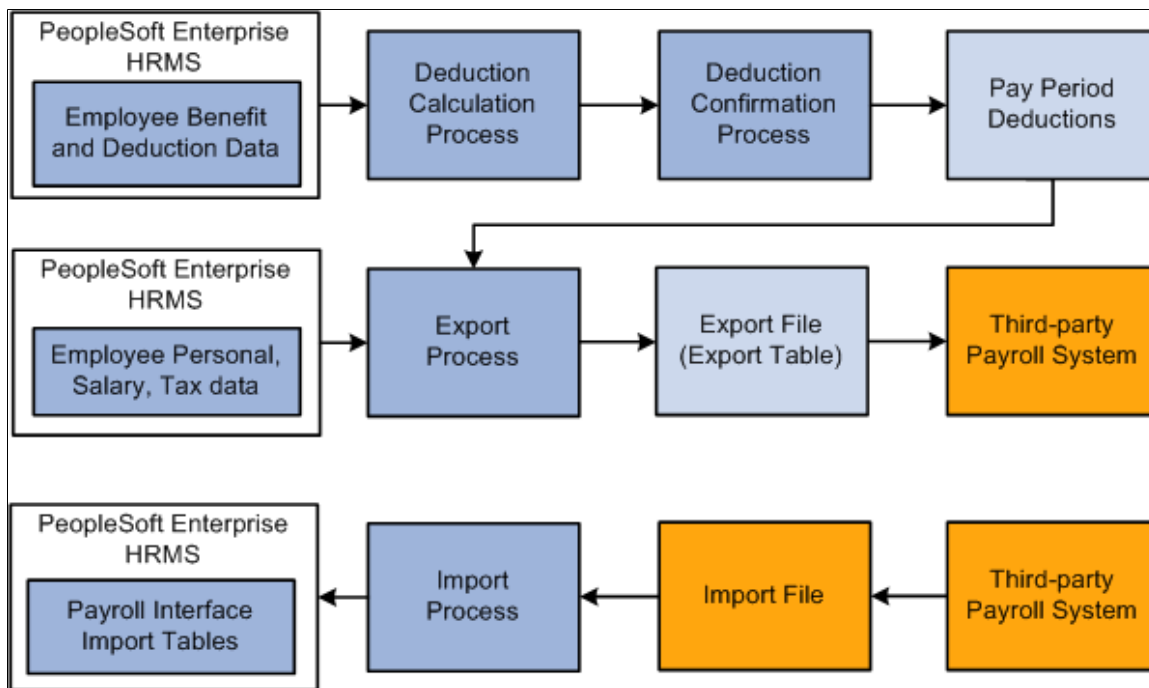 PeopleSoft Enterprise
HRMS
Employee Benefit
and Deduction Data
Deduction
Calculation
Process
Deduction
Confirmation
Process
Pay Period
Deductions
PeopleSoft Enterprise
HRMS
Employee Personal,
Salary, Tax data
Export
Process
Export File
(Export Table)
Third-party
Payroll System
PeopleSoft Enterprise
HRMS
Payroll Interface
Import Tables
Import
Process
Import File
Third-party
Payroll System